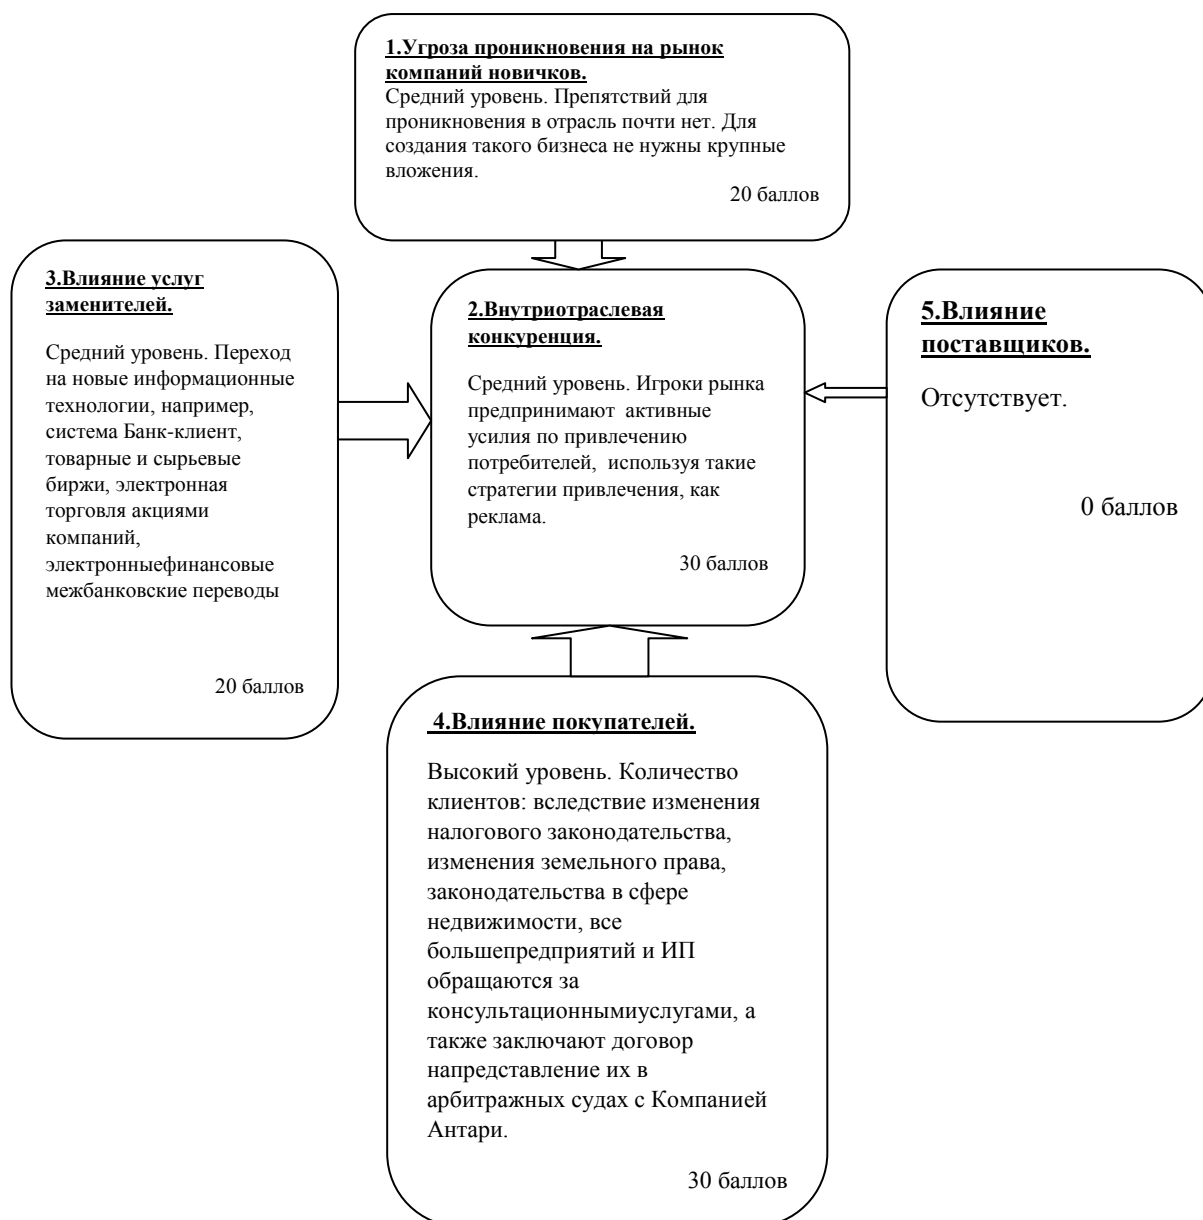 1.Угроза проникновения на рынок
компаний новичков.
Средний уровень. Препятствий для
проникновения в отрасль почти нет. Для
создания такого бизнеса не нужны крупные
вложения.
20 баллов
3.Влияние услуг
заменителей.
Средний уровень. Переход
на новые информационные
технологии, например,
система Банк-клиент,
товарные и сырьевые
биржи, электронная
торговля акциями
компаний,
электронныефинансовые
межбанковские переводы
20 баллов
2.Внутриотраслевая
конкуренция.
Средний уровень. Игроки рынка
предпринимают активные
усилия по привлечению
потребителей, используя такие
стратегии привлечения, как
реклама.
30 баллов
5.Влияние
поставщиков.
Отсутствует.
0 баллов
4.Влияние покупателей.
Высокий уровень. Количество
клиентов: вследствие изменения
налогового законодательства,
изменения земельного права,
законодательства в сфере
недвижимости, все
большепредприятий и ИП
обращаются за
консультационнымиуслугами, а
также заключают договор
напредставление их в
арбитражных судах с Компанией
Антари.
30 баллов